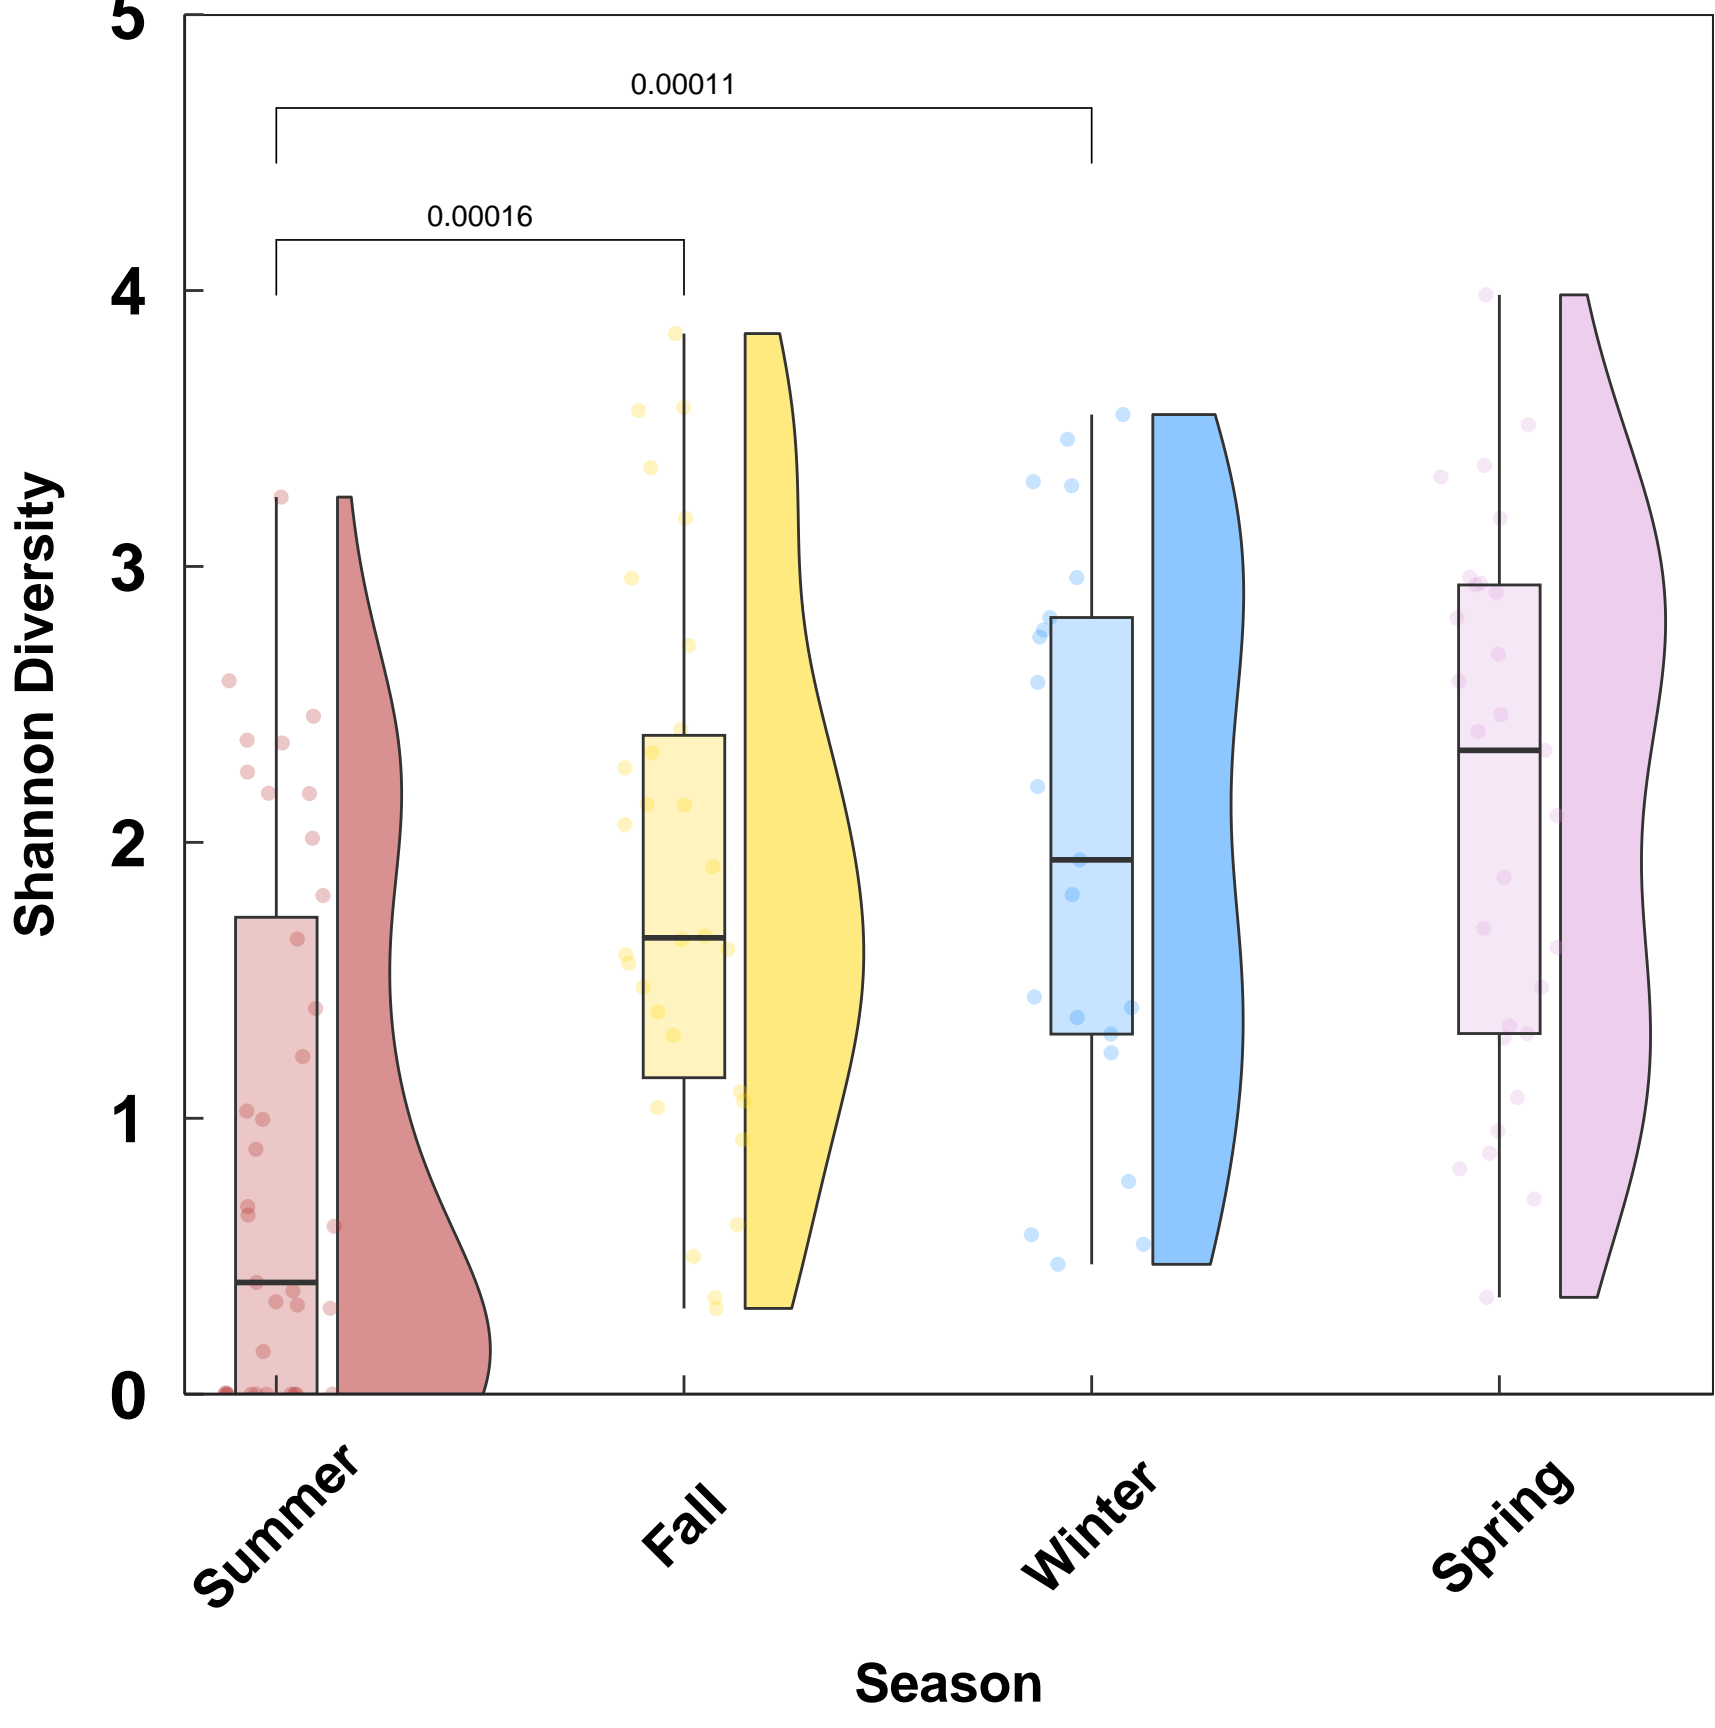 5
0.00011
0.00016
4
3
2
1
0
Shannon Diversity
Summer
Fall
Winter
Spring
Season